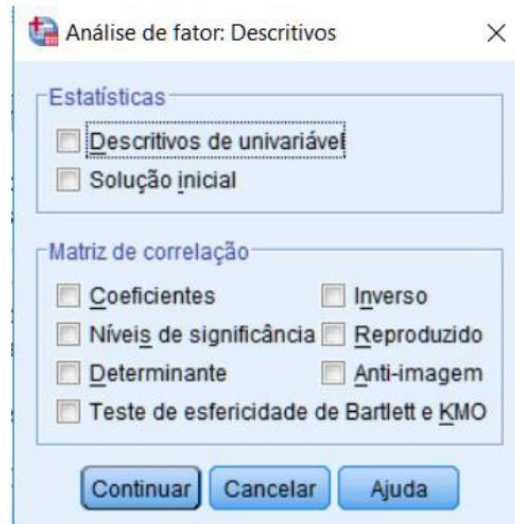 Análise de fator: Descritivos
Estatísticas
Descritivos de univariável
Solução inicial
Matriz de correlação
Coeficientes Inverso
Níveis de significância Reproduzido
Determinante Anti-imagem
Teste de esfericidade de Bartlett e KMO
Continuar Cancelar Ajuda